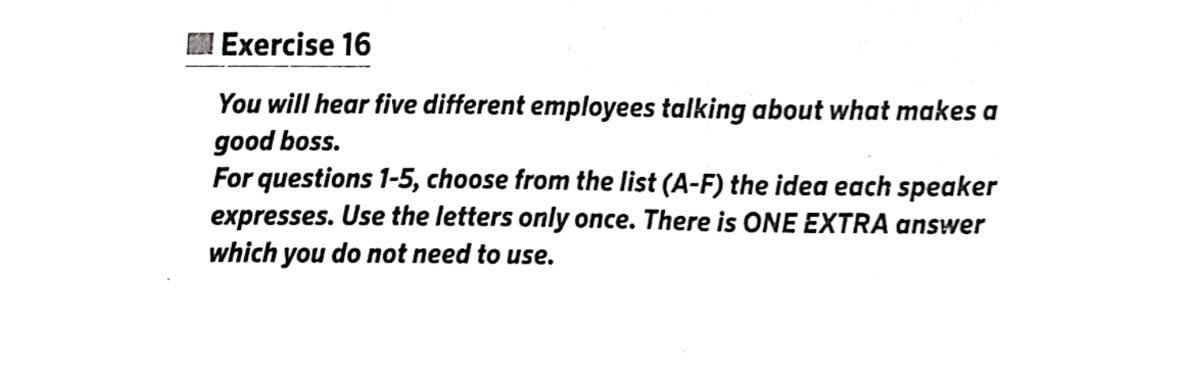 Exercise 16
You will hear five different employees talking about what makes a
good boss.
For questions 1-5, choose from the list (A-F) the idea each speaker
expresses. Use the letters only once. There is ONE EXTRA answer
which you do not need to use.